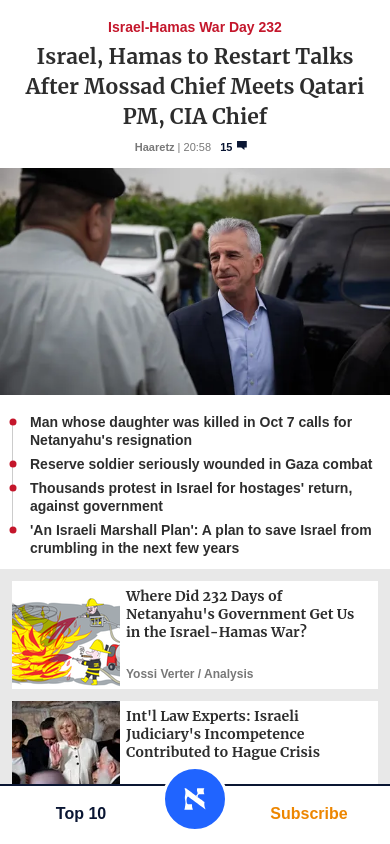 Israel-Hamas War Day 232
Israel, Hamas to Restart Talks
After Mossad Chief Meets Qatari
PM, CIA Chief
Haaretz | 20:58 15
Man whose daughter was killed in Oct 7 calls for
Netanyahu's resignation
Reserve soldier seriously wounded in Gaza combat
Thousands protest in Israel for hostages' return,
against government
'An Israeli Marshall Plan': A plan to save Israel from
crumbling in the next few years
Where Did 232 Days of
Netanyahu's Government Get Us
in the Israel-Hamas War?
Yossi Verter / Analysis
Int'l Law Experts: Israeli
Judiciary's Incompetence
Contributed to Hague Crisis
Top 10
א
Subscribe